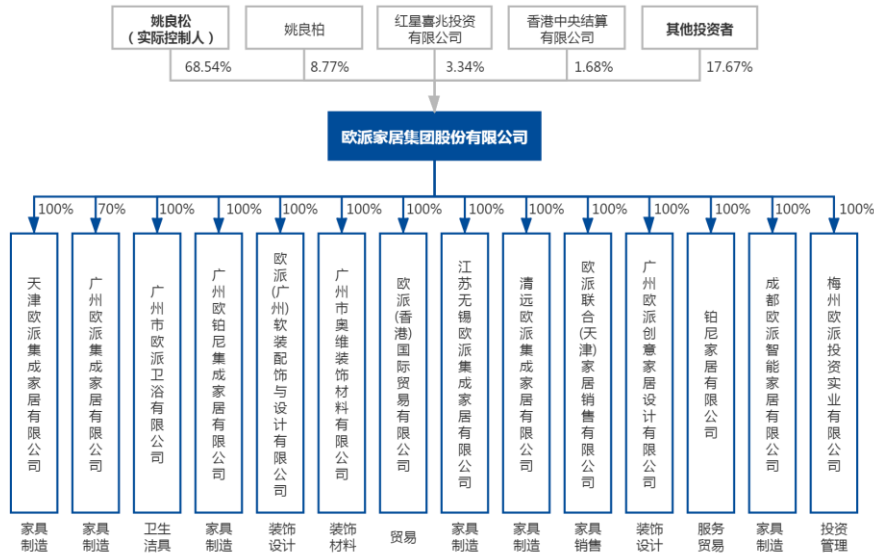 姚良松
（实际控制人）
姚良柏
红星喜兆投资
有限公司
香港中央结算
有限公司
其他投资者
68.54%
8.77%
3.34%
1.68%
17.67%
欧派家居集团股份有限公司
100%
70%
100%
100%
100%
100%
100%
100%
100%
100%
100%
100%
100%
100%
天津欧派集成家居有限公司
广州欧派集成家居有限公司
广州市欧派卫浴有限公司
广州欧铂尼集成家居有限公司
欧派(广州)软装配饰与设计有限公司
广州市奥维装饰材料有限公司
欧派(香港)国际贸易有限公司
江苏无锡欧派集成家居有限公司
清远欧派集成家居有限公司
欧派联合(天津)家居销售有限公司
广州欧派创意家居设计有限公司
铂尼家居有限公司
成都欧派智能家居有限公司
梅州欧派投资实业有限公司
家具
制造
家具
制造
卫生
洁具
家具
制造
装饰
设计
装饰
材料
贸易
家具
制造
家具
制造
家具
销售
装饰
设计
服务
贸易
家具
制造
投资
管理